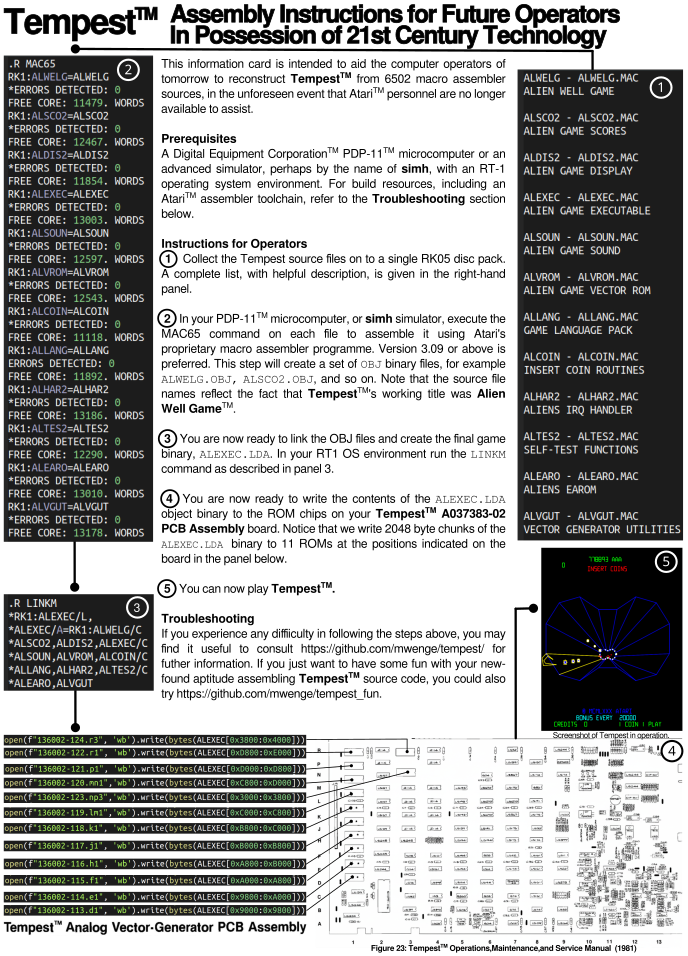 Tempest™ Assembly Instructions for Future Operators
In Possession of 21st Century Technology
.R MAC65
RK1:ALWELG=ALWELG
*ERRORS DETECTED: 0
FREE CORE: 11479. WORDS
RK1:ALSCO2=ALSCO2
*ERRORS DETECTED: 0
FREE CORE: 12467. WORDS
RK1:ALDIS2=ALDIS2
*ERRORS DETECTED: 0
FREE CORE: 11854. WORDS
RK1:ALEXEC=ALEXEC
*ERRORS DETECTED: 0
FREE CORE: 13003. WORDS
RK1:ALSOUN=ALSOUN
*ERRORS DETECTED: 0
FREE CORE: 12597. WORDS
RK1:ALVROM=ALVROM
*ERRORS DETECTED: 0
FREE CORE: 12543. WORDS
RK1:ALCOIN=ALCOIN
*ERRORS DETECTED: 0
FREE CORE: 11118. WORDS
RK1:ALLANG=ALLANG
ERRORS DETECTED: 0
FREE CORE: 11892. WORDS
RK1:ALHAR2=ALHAR2
*ERRORS DETECTED: 0
FREE CORE: 13186. WORDS
RK1:ALTES2=ALTES2
*ERRORS DETECTED: 0
FREE CORE: 12290. WORDS
RK1:ALEARO=ALEARO
*ERRORS DETECTED: 0
FREE CORE: 13010. WORDS
RK1:ALVGUT=ALVGUT
*ERRORS DETECTED: 0
FREE CORE: 13178. WORDS
2
This information card is intended to aid the computer operators of
tomorrow to reconstruct Tempest™ from 6502 macro assembler
sources, in the unforeseen event that Atari™ personnel are no longer
available to assist.
Prerequisites
A Digital Equipment Corporation™ PDP-11™ microcomputer or an
advanced simulator, perhaps by the name of simh, with an RT-1
operating system environment. For build resources, including an
Atari™ assembler toolchain, refer to the Troubleshooting section
below.
Instructions for Operators
1 Collect the Tempest source files on to a single RK05 disc pack.
A complete list, with helpful description, is given in the right-hand
panel.
2 In your PDP-11™ microcomputer, or simh simulator, execute the
MAC65 command on each file to assemble it using Atari's
proprietary macro assembler programme. Version 3.09 or above is
preferred. This step will create a set of OBJ binary files, for example
ALWELG.OBJ, ALSCO2.OBJ, and so on. Note that the source file
names reflect the fact that Tempest™'s working title was Alien
Well Game™.
3 You are now ready to link the OBJ files and create the final game
binary, ALEXEC.LDA. In your RT1 OS environment run the LINKM
command as described in panel 3.
4 You are now ready to write the contents of the ALEXEC.LDA
object binary to the ROM chips on your Tempest™ A037383-02
PCB Assembly board. Notice that we write 2048 byte chunks of the
ALEXEC.LDA binary to 11 ROMs at the positions indicated on the
board in the panel below.
5 You can now play Tempest™.
Troubleshooting
If you experience any diffiiculty in following the steps above, you may
find it useful to consult https://github.com/mwenge/tempest/ for
futher information. If you just want to have some fun with your new-
found aptitude assembling Tempest™ source code, you could also
try https://github.com/mwenge/tempest_fun.
1
ALWELG - ALWELG.MAC
ALIEN WELL GAME
ALSCO2 - ALSCO2.MAC
ALIEN GAME SCORES
ALDIS2 - ALDIS2.MAC
ALIEN GAME DISPLAY
ALEXEC - ALEXEC.MAC
ALIEN GAME EXECUTABLE
ALSOUN - ALSOUN.MAC
ALIEN GAME SOUND
ALVROM - ALVROM.MAC
ALIEN GAME VECTOR ROM
ALLANG - ALLANG.MAC
GAME LANGUAGE PACK
ALCOIN - ALCOIN.MAC
INSERT COIN ROUTINES
ALHAR2 - ALHAR2.MAC
ALIENS IRQ HANDLER
ALTES2 - ALTES2.MAC
SELF-TEST FUNCTIONS
ALEARO - ALEARO.MAC
ALIENS EAROM
ALVGUT - ALVGUT.MAC
VECTOR GENERATOR UTILITIES
.R LINKM
*RK1:ALEXEC/L,
*ALEXEC/A=RK1:ALWELG/C
*ALSCO2,ALDIS2,ALEXEC/C
*ALSOUN,ALVROM,ALCOIN/C
*ALLANG,ALHAR2,ALTES2/C
*ALEARO,ALVGUT
3
5
0
INSERT COINS
BONUS EVERY 20000
CREDITS 0 1 COIN 1 PLAY
Screenshot of Tempest in operation.
open(f"136002-124.r3", 'wb').write(bytes(ALEXEC[0x3800:0x4000]))
open(f"136002-122.r1", 'wb').write(bytes(ALEXEC[0xD800:0xE000]))
open(f"136002-121.p1", 'wb').write(bytes(ALEXEC[0xD000:0xD800]))
open(f"136002-120.mn1", 'wb').write(bytes(ALEXEC[0xC800:0xD000]))
open(f"136002-123.np3", 'wb').write(bytes(ALEXEC[0x3000:0x3800]))
open(f"136002-119.lm1", 'wb').write(bytes(ALEXEC[0xC000:0xC800]))
open(f"136002-118.k1", 'wb').write(bytes(ALEXEC[0xB800:0xC000]))
open(f"136002-117.j1", 'wb').write(bytes(ALEXEC[0xB000:0xB800]))
open(f"136002-116.h1", 'wb').write(bytes(ALEXEC[0xA800:0xB000]))
open(f"136002-115.f1", 'wb').write(bytes(ALEXEC[0xA000:0xA800]))
open(f"136002-114.e1", 'wb').write(bytes(ALEXEC[0x9800:0xA000]))
open(f"136002-113.d1", 'wb').write(bytes(ALEXEC[0x9000:0x9800]))
Tempest™ Analog Vector-Generator PCB Assembly
4
R
P
N
M
L
K
J
H
F
E
D
C
B
A
1 2 3 4 5 6 7 8 9 10 11 12 13
Figure 23: Tempest™ Operations,Maintenance,and Service Manual (1981)